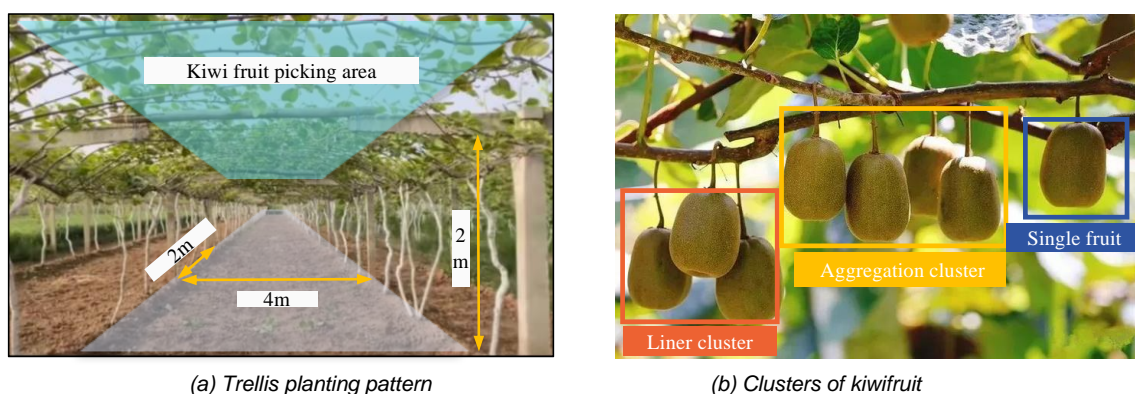 Kiwi fruit picking area
2m
4m
2
m
Single fruit
Aggregation cluster
Liner cluster
(a) Trellis planting pattern
(b) Clusters of kiwifruit